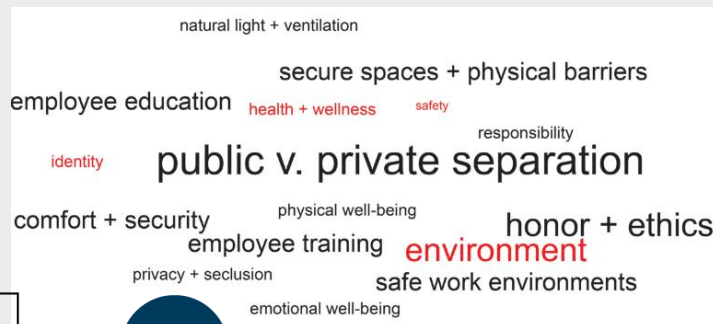 natural light + ventilation
secure spaces + physical barriers
employee education
health + wellness
safety
responsibility
identity
public v. private separation
physical well-being
comfort + security
honor + ethics
employee training
environment
privacy + seclusion
safe work environments
emotional well-being